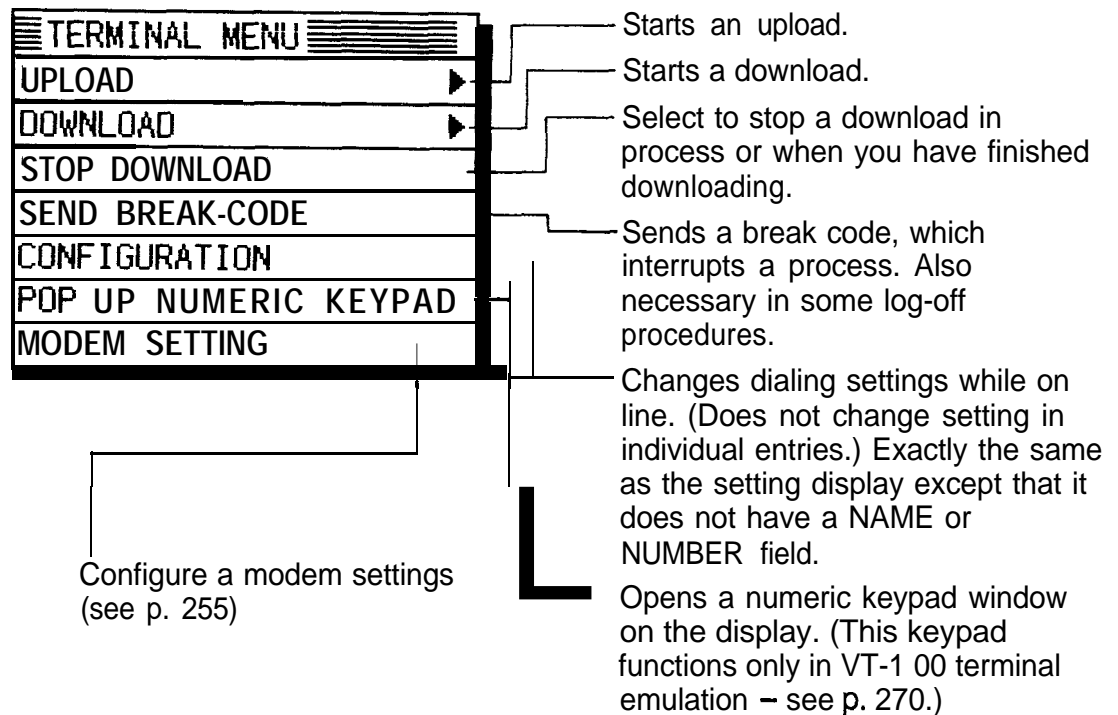 TERMINAL MENU
UPLOAD
DOWNLOAD
STOP DOWNLOAD
SEND BREAK-CODE
CONFIGURATION
POP UP NUMERIC KEYPAD
MODEM SETTING
Starts an upload.
Starts a download.
Select to stop a download in
process or when you have finished
downloading.
Sends a break code, which
interrupts a process. Also
necessary in some log-off
procedures.
Changes dialing settings while on
line. (Does not change setting in
individual entries.) Exactly the same
as the setting display except that it
does not have a NAME or
NUMBER field.
Opens a numeric keypad window
on the display. (This keypad
functions only in VT-1 00 terminal
emulation – see p. 270.)
Configure a modem settings
(see p. 255)